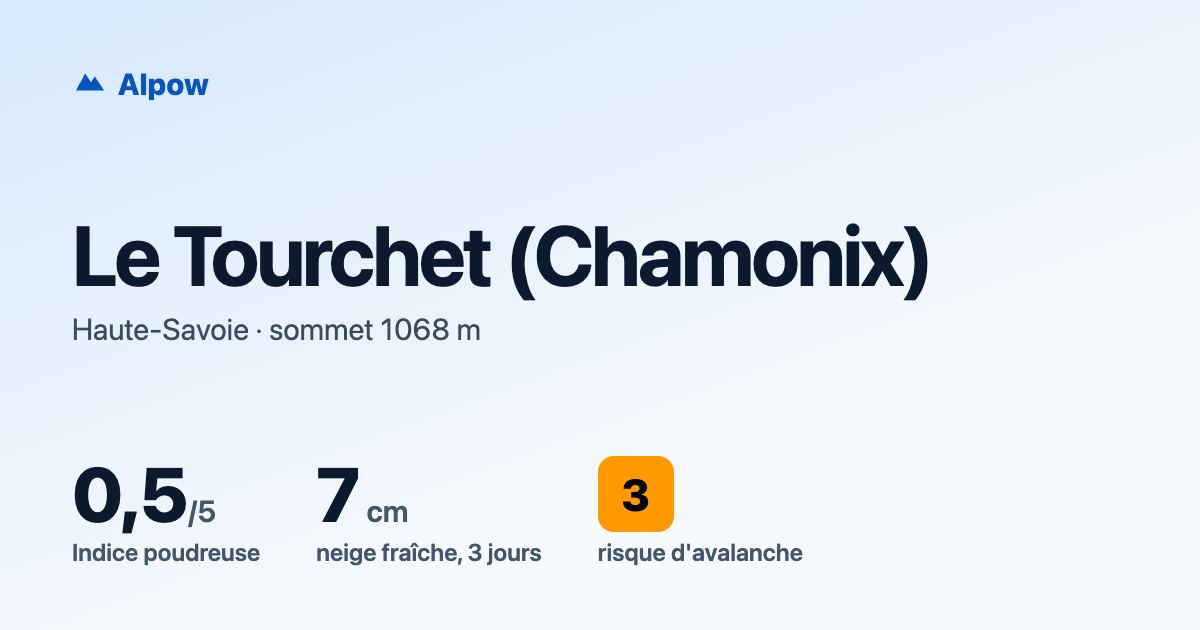 Alpow
Le Tourchet (Chamonix)
Haute-Savoie · sommet 1068 m
0,5/5
Indice poudreuse
7 cm
neige fraîche, 3 jours
3
risque d'avalanche